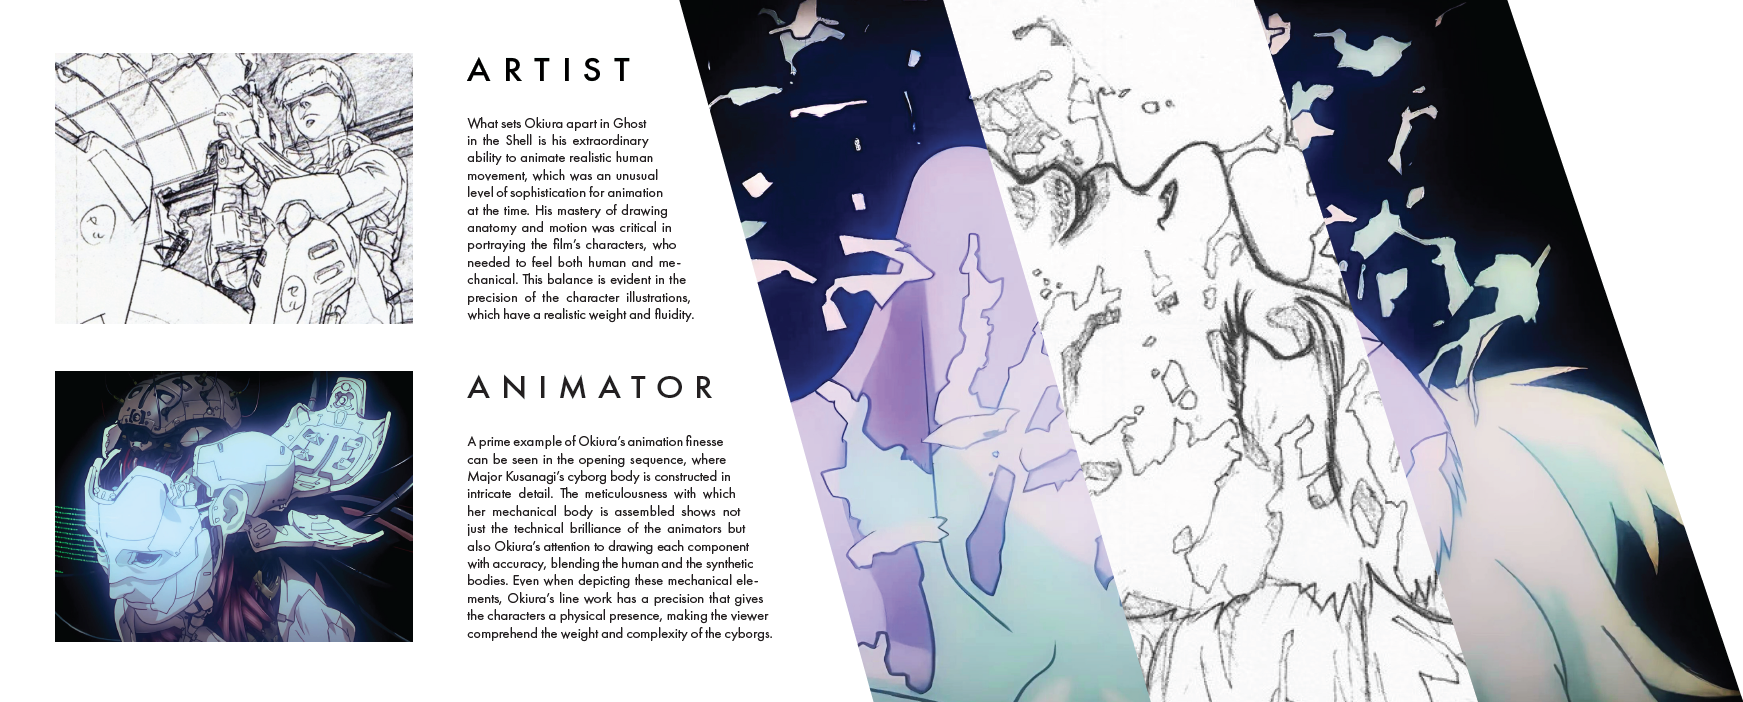 ARTIST
What sets Okiura apart in Ghost
in the Shell is his extraordinary
ability to animate realistic human
movement, which was an unusual
level of sophistication for animation
at the time. His mastery of drawing
anatomy and motion was critical in
portraying the film's characters, who
needed to feel both human and me-
chanical. This balance is evident in the
precision of the character illustrations,
which have a realistic weight and fluidity.
ANIMATOR
A prime example of Okiura's animation finesse
can be seen in the opening sequence, where
Major Kusanagi's cyborg body is constructed in
intricate detail. The meticulousness with which
her mechanical body is assembled shows not
just the technical brilliance of the animators but
also Okiura's attention to drawing each component
with accuracy, blending the human and the synthetic
bodies. Even when depicting these mechanical ele-
ments, Okiura's line work has a precision that gives
the characters a physical presence, making the viewer
comprehend the weight and complexity of the cyborgs.